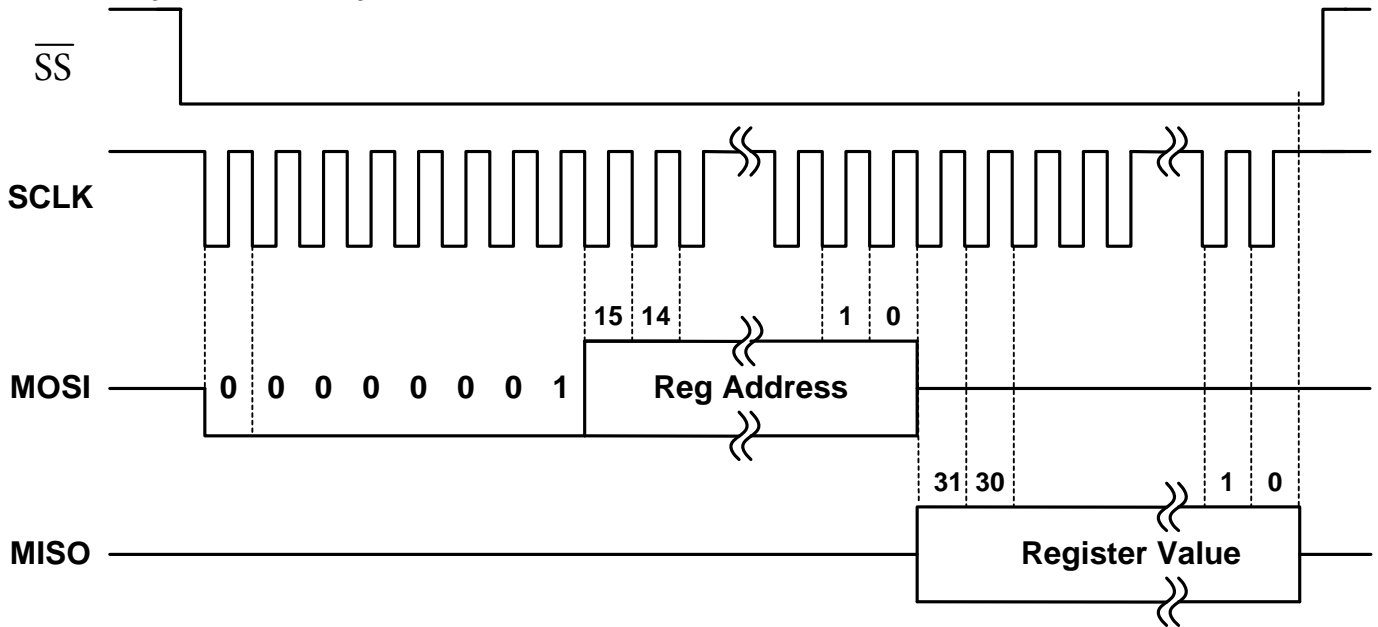 SS
SCLK
15 14 1 0
MOSI 0 0 0 0 0 0 0 1 Reg Address
31 30 1 0
MISO Register Value